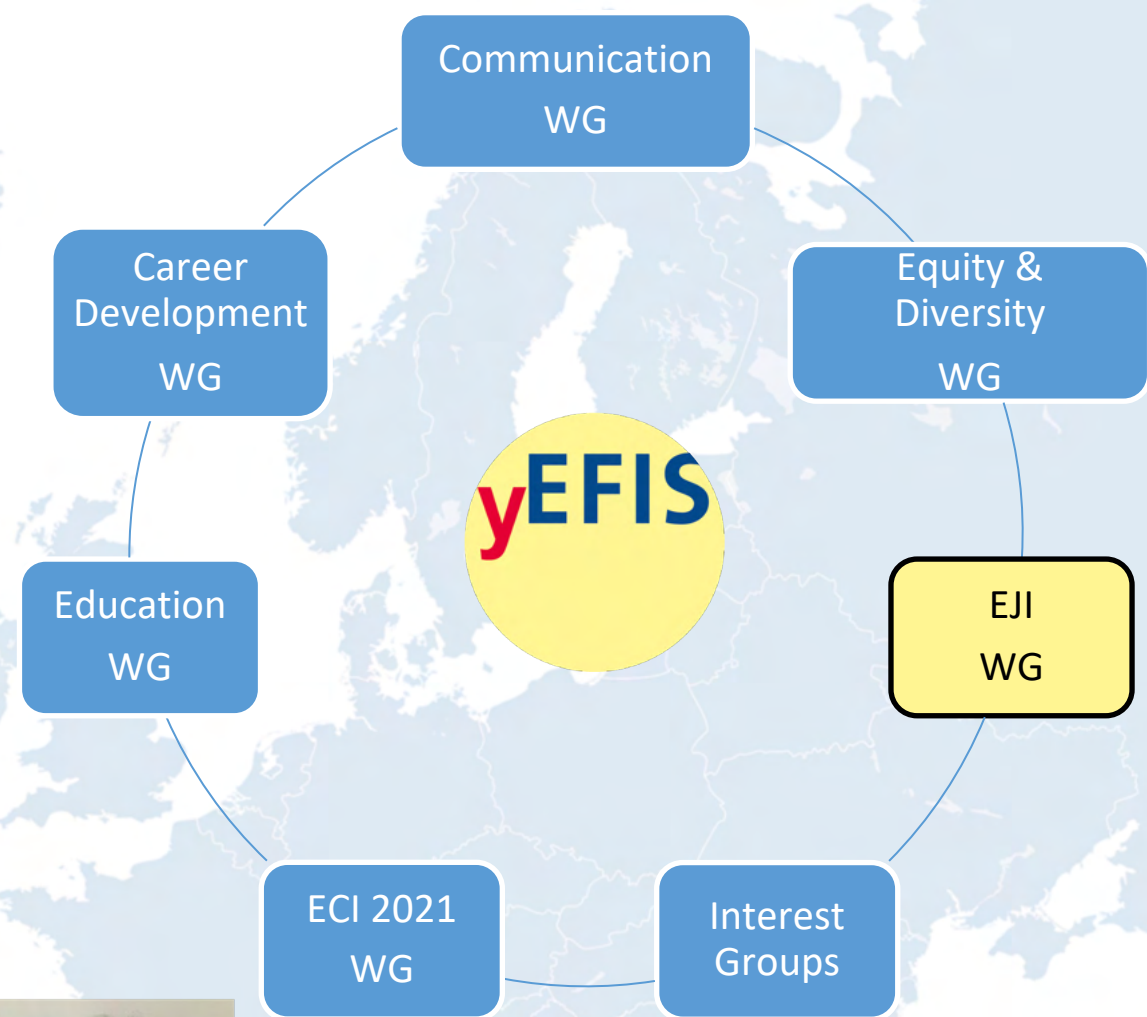 Communication
WG
Equity &
Diversity
WG
EJI
WG
Interest
Groups
ECI 2021
WG
Education
WG
Career
Development
WG
yEFIS